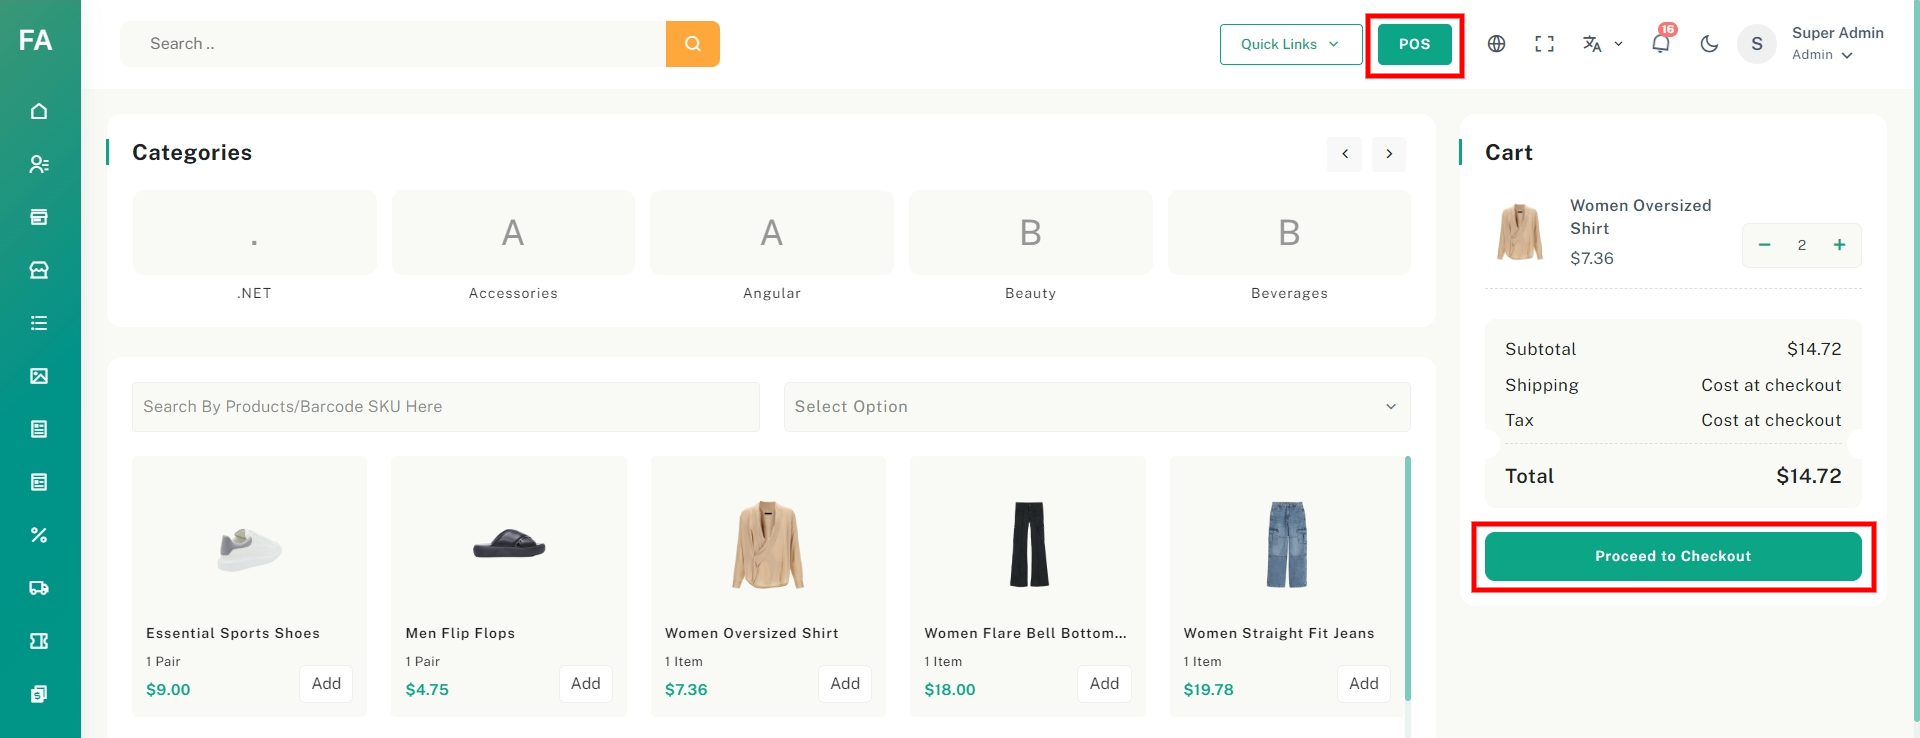 FA
Search ..
Quick Links
POS
16
S
Super Admin
Admin
Categories
.
A
A
B
B
.NET
Accessories
Angular
Beauty
Beverages
Search By Products/Barcode SKU Here
Select Option
Essential Sports Shoes
1 Pair
$9.00
Add
Men Flip Flops
1 Pair
$4.75
Add
Women Oversized Shirt
1 Item
$7.36
Add
Women Flare Bell Bottom...
1 Item
$18.00
Add
Women Straight Fit Jeans
1 Item
$19.78
Add
Cart
Women Oversized
Shirt
$7.36
− 2 +
Subtotal $14.72
Shipping Cost at checkout
Tax Cost at checkout
Total $14.72
Proceed to Checkout